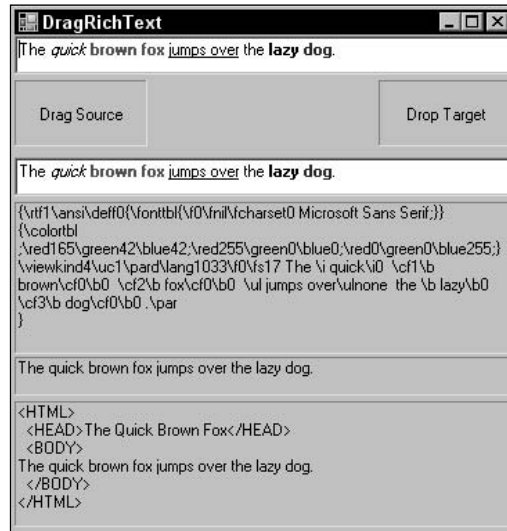 DragRichText
The quick brown fox jumps over the lazy dog.
Drag Source
Drop Target
The quick brown fox jumps over the lazy dog.
{\rtf1\ansi\deff0{\fonttbl{\f0\fnil\fcharset0 Microsoft Sans Serif;}}
{\colortbl
;\red165\green42\blue42;\red255\green0\blue0;\red0\green0\blue255;}
\viewkind4\uc1\pard\lang1033\f0\fs17 The \i quick\i0  \cf1\b
brown\cf0\b0  \cf2\b fox\cf0\b0  \ul jumps over\ulnone  the \b lazy\b0
\cf3\b dog\cf0\b0 .\par
}
The quick brown fox jumps over the lazy dog.
<HTML>
<HEAD>The Quick Brown Fox</HEAD>
<BODY>
The quick brown fox jumps over the lazy dog.
</BODY>
</HTML>